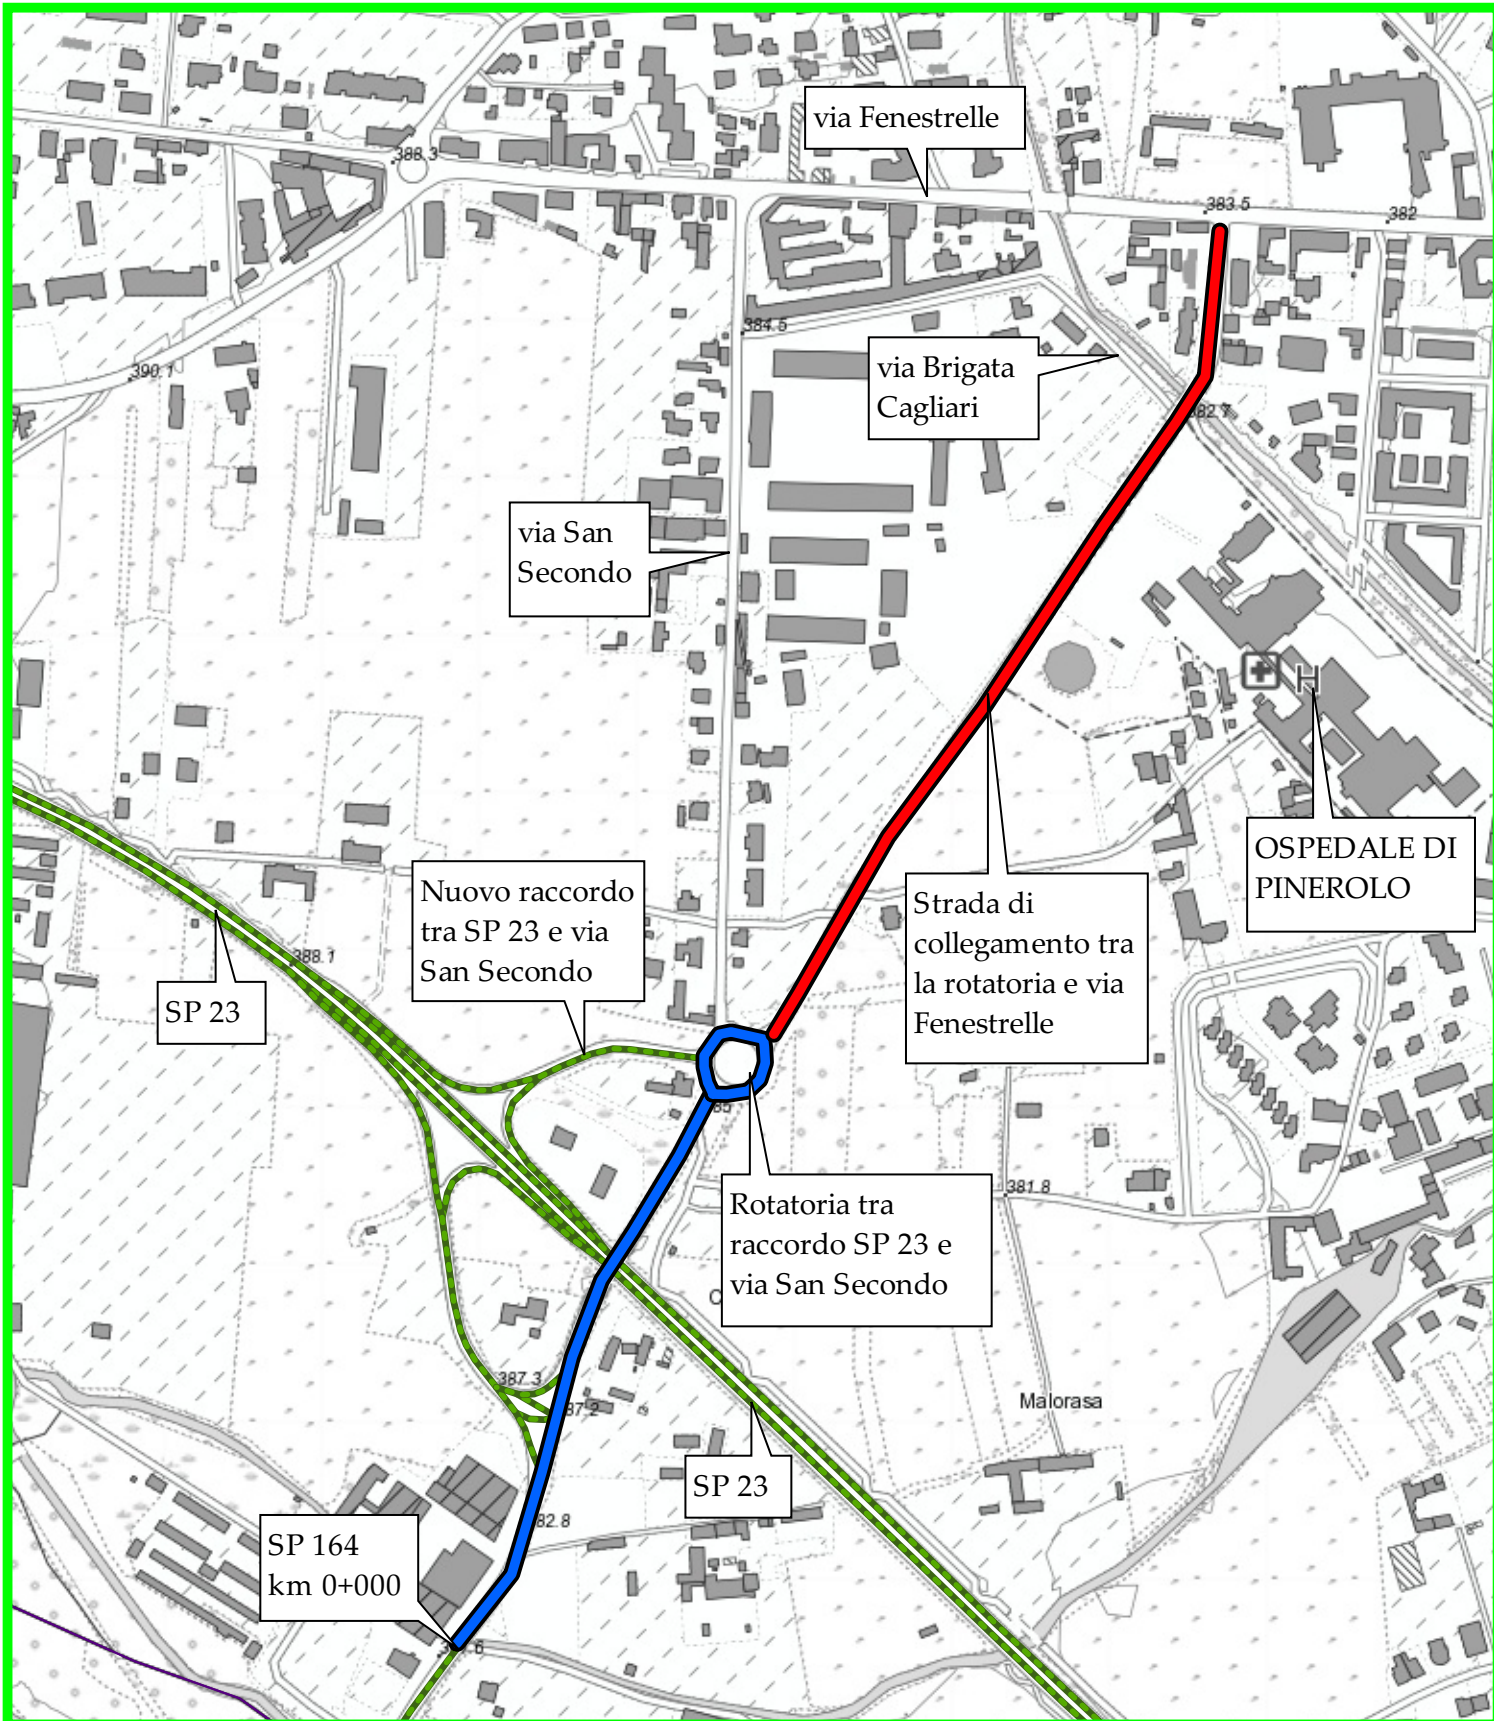 via Fenestrelle
388.3
383.5
382
384.5
390.1
via Brigata
Cagliari
382.7
via San
Secondo
H
OSPEDALE DI
PINEROLO
Nuovo raccordo
tra SP 23 e via
San Secondo
Strada di
collegamento tra
la rotatoria e via
Fenestrelle
388.1
SP 23
381.8
Rotatoria tra
raccordo SP 23 e
via San Secondo
387.3
Malorasa
SP 23
SP 164
km 0+000